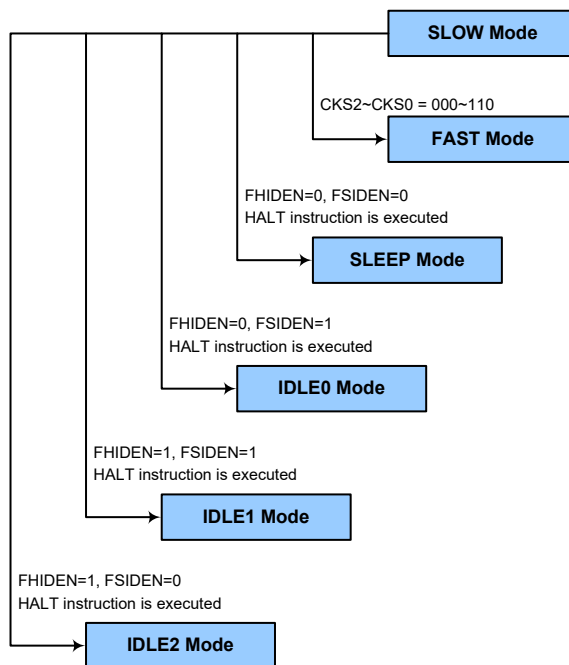 SLOW Mode
CKS2~CKS0 = 000~110
FAST Mode
FHIDEN=0, FSIDEN=0
HALT instruction is executed
SLEEP Mode
FHIDEN=0, FSIDEN=1
HALT instruction is executed
IDLE0 Mode
FHIDEN=1, FSIDEN=1
HALT instruction is executed
IDLE1 Mode
FHIDEN=1, FSIDEN=0
HALT instruction is executed
IDLE2 Mode